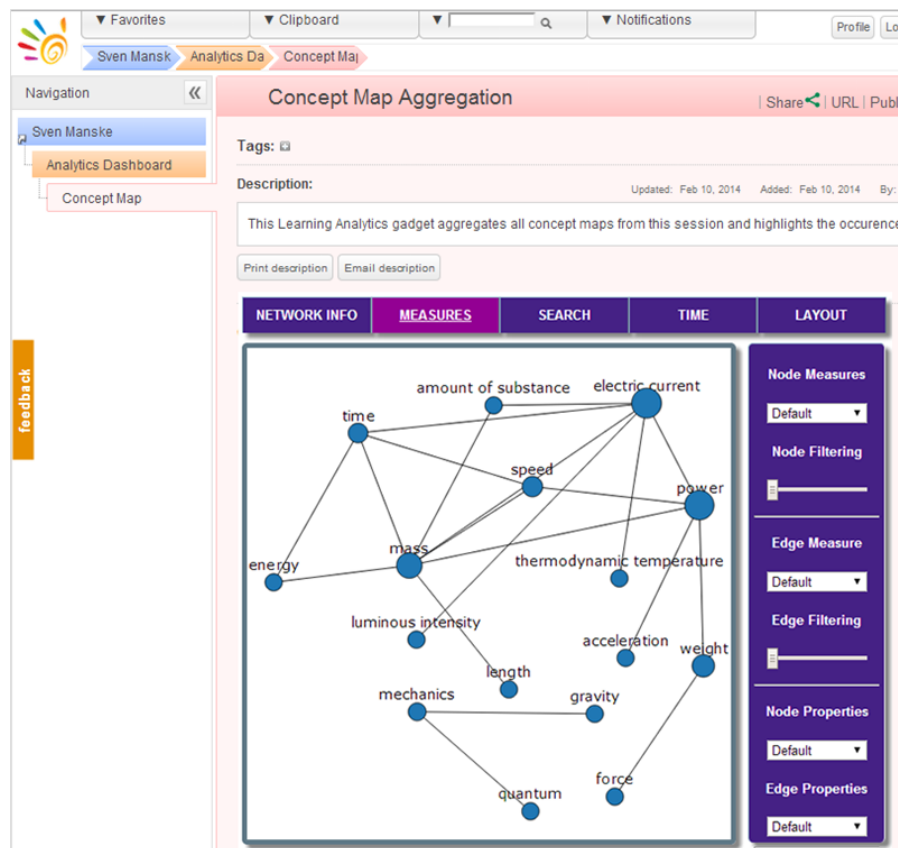 ▼ Favorites ▼ Clipboard ▼ ▼ Notifications
Profile Lo
Sven Mansk Analytics Da Concept Ma
Navigation
Sven Manske
Analytics Dashboard
Concept Map
feedback
Concept Map Aggregation
| Share | URL | Publ
Tags:
Description:
Updated: Feb 10, 2014 Added: Feb 10, 2014 By:
This Learning Analytics gadget aggregates all concept maps from this session and highlights the occurence
Print description Email description
NETWORK INFO MEASURES SEARCH TIME LAYOUT
amount of substance
electric current
time
speed
power
mass
energy
thermodynamic temperature
luminous intensity
acceleration
weight
length
mechanics
gravity
force
quantum
Node Measures
Default ▼
Node Filtering
Edge Measure
Default ▼
Edge Filtering
Node Properties
Default ▼
Edge Properties
Default ▼